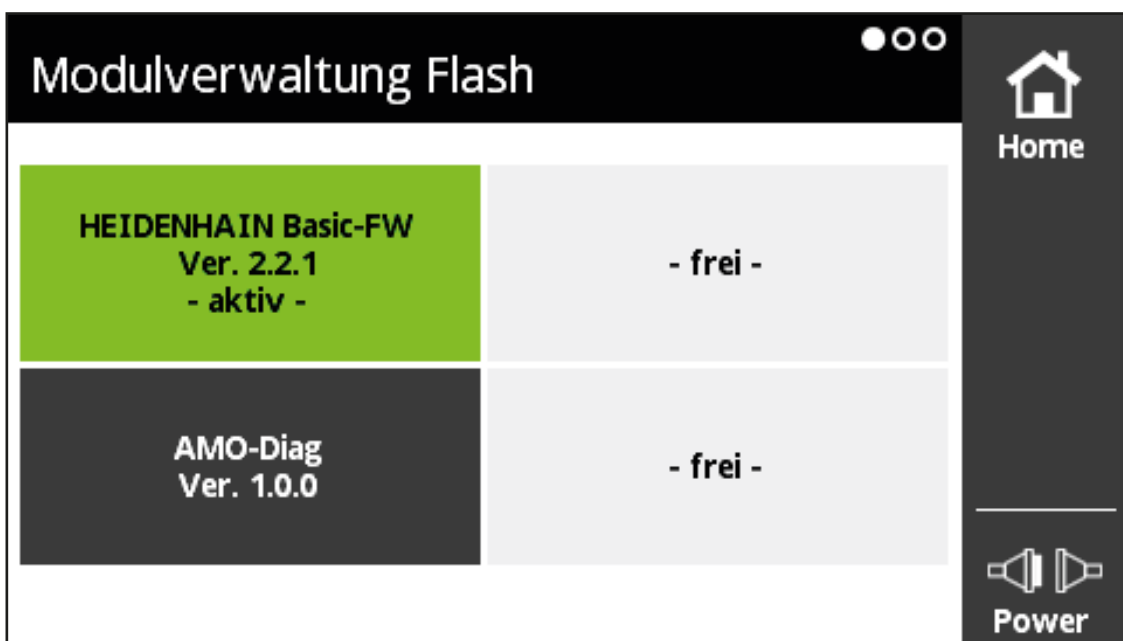 Modulverwaltung Flash
Home
HEIDENHAIN Basic-FW
Ver. 2.2.1
- aktiv -
- frei -
AMO-Diag
Ver. 1.0.0
- frei -
Power